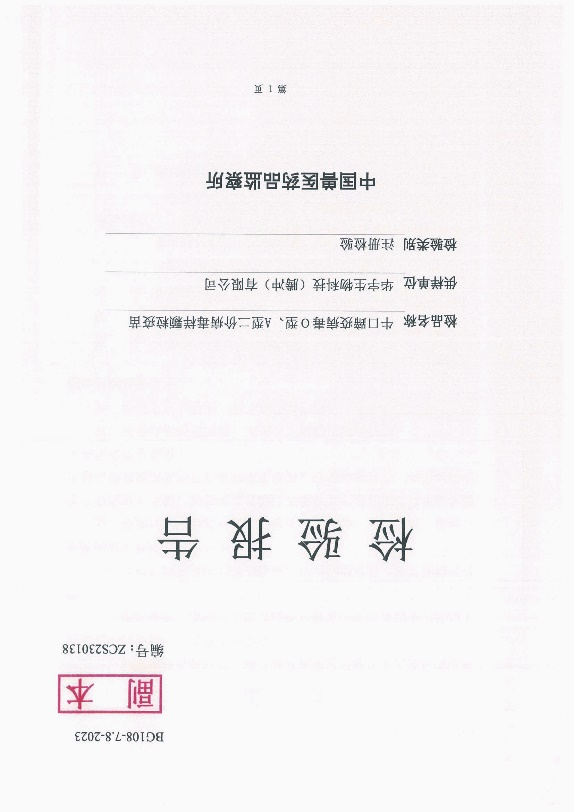 BG108-7.8-2023
副本
编号：ZCS230138
检验报告
检品名称 牛口蹄疫病毒O型、A型二价病毒样颗粒疫苗
供样单位 华宇生物科技（腾冲）有限公司
检验类别 注册检验
中国兽医药品监察所
第 1 页